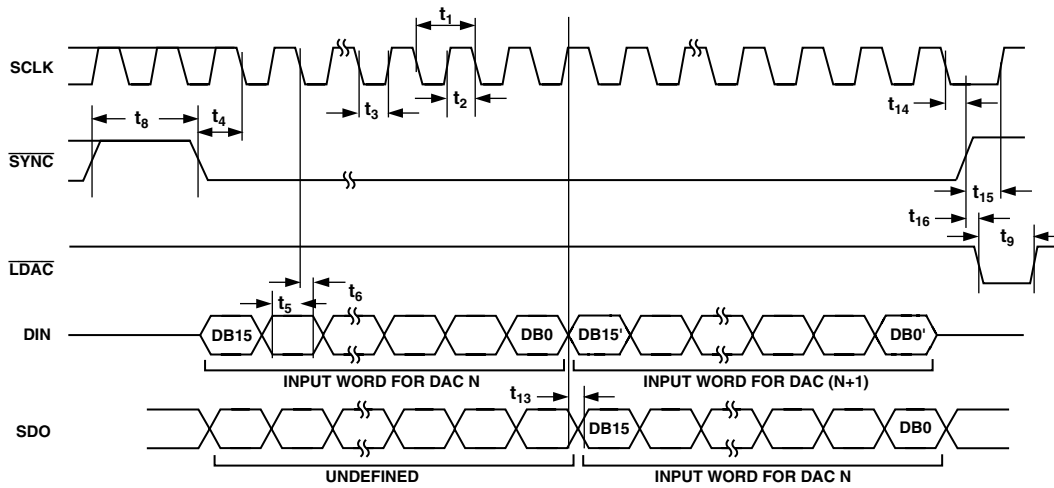 t1
SCLK
t2
t3
t14
t8
t4
SYNC
t15
t16
t9
LDAC
t5
t6
DIN
DB15
DB0
DB15'
DB0'
INPUT WORD FOR DAC N
INPUT WORD FOR DAC (N+1)
t13
SDO
DB15
DB0
UNDEFINED
INPUT WORD FOR DAC N